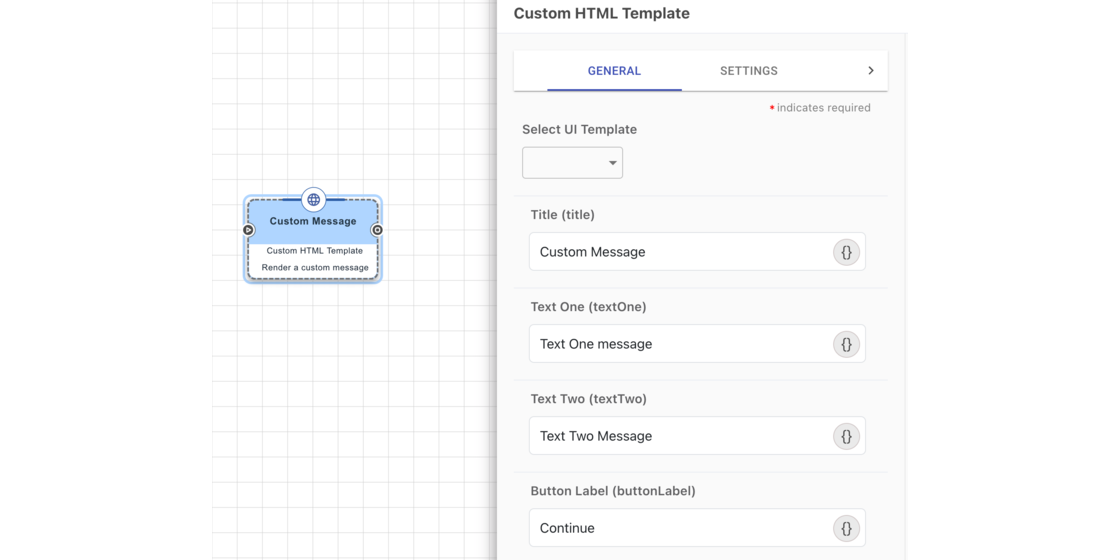 Custom HTML Template
GENERAL
SETTINGS
* indicates required
Select UI Template
Custom Message
Custom HTML Template
Render a custom message
Title (title)
Custom Message
{}
Text One (textOne)
Text One message
{}
Text Two (textTwo)
Text Two Message
{}
Button Label (buttonLabel)
Continue
{}